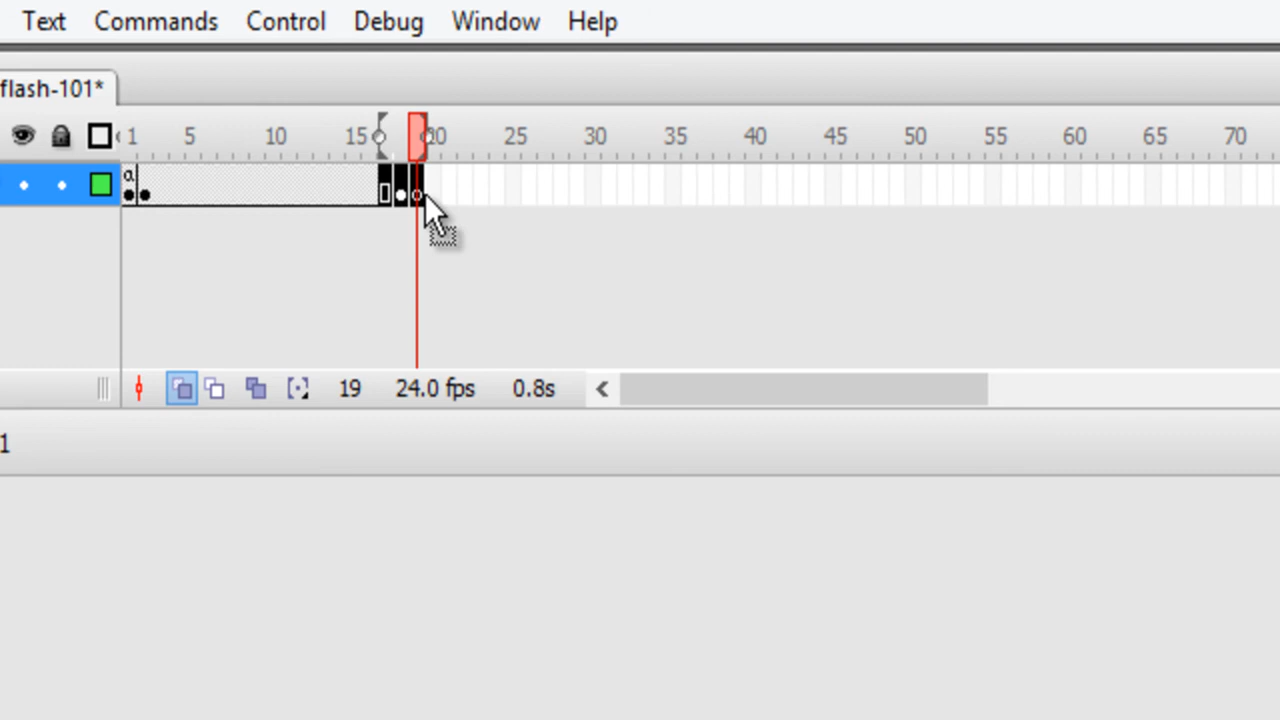 Text Commands Control Debug Window Help
flash-101*
1 5 10 15 20 25 30 35 40 45 50 55 60 65 70
a
19 24.0 fps 0.8s
1